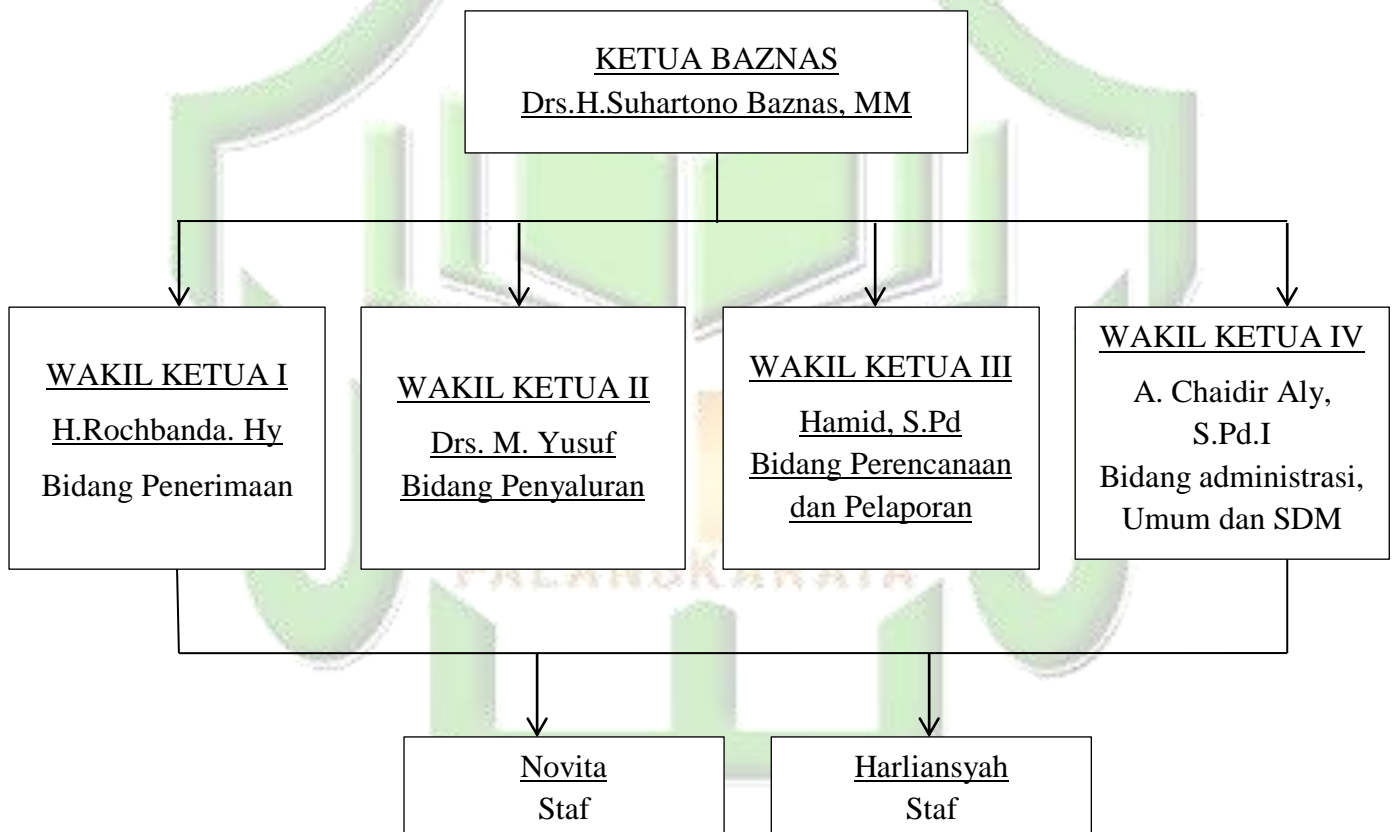 KETUA BAZNAS
Drs.H.Suhartono Baznas, MM
WAKIL KETUA I
H.Rochbanda. Hy
Bidang Penerimaan
WAKIL KETUA II
Drs. M. Yusuf
Bidang Penyaluran
WAKIL KETUA III
Hamid, S.Pd
Bidang Perencanaan
dan Pelaporan
WAKIL KETUA IV
A. Chaidir Aly,
S.Pd.I
Bidang administrasi,
Umum dan SDM
PALANGKARAYA
Novita
Staf
Harliansyah
Staf